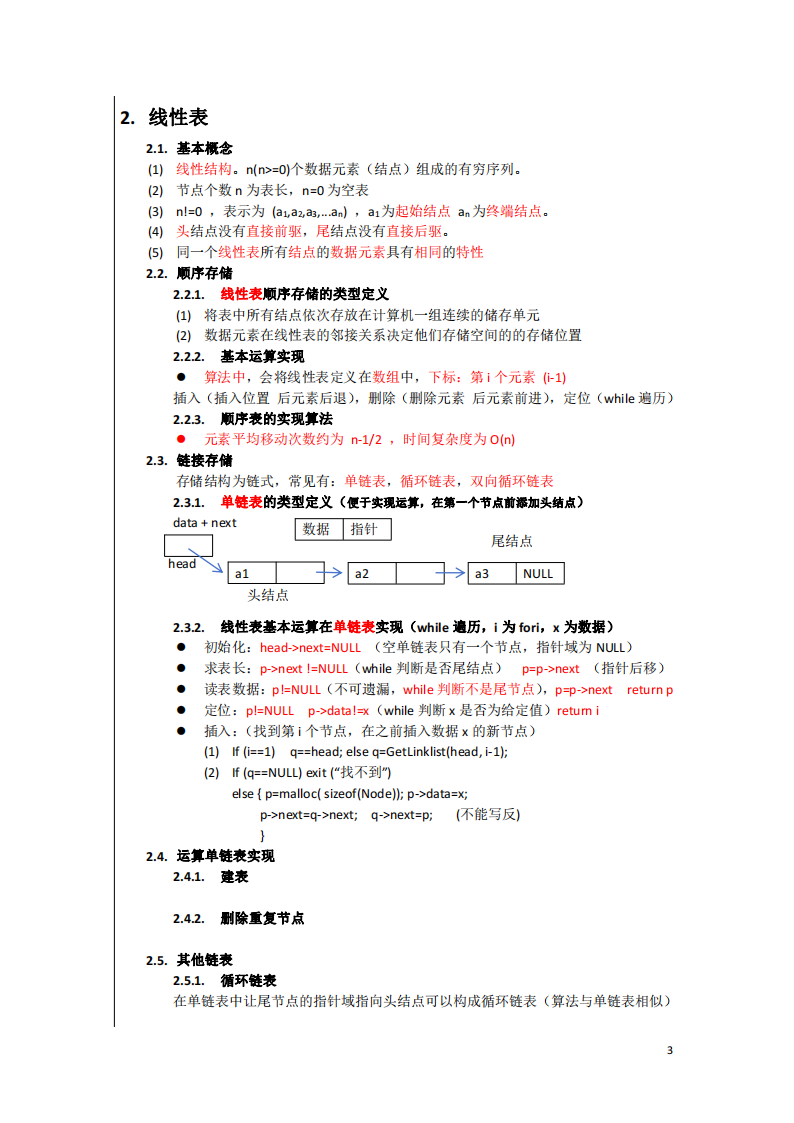 2. 线性表
2.1. 基本概念
(1) 线性结构。n(n>=0)个数据元素（结点）组成的有穷序列。
(2) 节点个数 n 为表长，n=0 为空表
(3) n!=0 ，表示为 (a₁,a₂,a₃,...aₙ) ，a₁为起始结点 aₙ为终端结点。
(4) 头结点没有直接前驱，尾结点没有直接后驱。
(5) 同一个线性表所有结点的数据元素具有相同的特性
2.2. 顺序存储
2.2.1. 线性表顺序存储的类型定义
(1) 将表中所有结点依次存放在计算机一组连续的储存单元
(2) 数据元素在线性表的邻接关系决定他们存储空间的的存储位置
2.2.2. 基本运算实现
● 算法中，会将线性表定义在数组中，下标：第 i 个元素 (i-1)
插入（插入位置 后元素后退），删除（删除元素 后元素前进），定位（while 遍历）
2.2.3. 顺序表的实现算法
● 元素平均移动次数约为 n-1/2 ，时间复杂度为 O(n)
2.3. 链接存储
存储结构为链式，常见有：单链表，循环链表，双向循环链表
2.3.1. 单链表的类型定义（便于实现运算，在第一个节点前添加头结点）
data + next
数据 指针
尾结点
head
a1 a2 a3 NULL
头结点
2.3.2. 线性表基本运算在单链表实现（while 遍历，i 为 fori，x 为数据）
● 初始化：head->next=NULL （空单链表只有一个节点，指针域为 NULL）
● 求表长：p->next !=NULL（while 判断是否尾结点） p=p->next （指针后移）
● 读表数据：p!=NULL（不可遗漏，while 判断不是尾节点），p=p->next return p
● 定位：p!=NULL p->data!=x（while 判断 x 是否为给定值）return i
● 插入：（找到第 i 个节点，在之前插入数据 x 的新节点）
(1) If (i==1) q==head; else q=GetLinklist(head, i-1);
(2) If (q==NULL) exit (“找不到”)
else { p=malloc( sizeof(Node)); p->data=x;
p->next=q->next; q->next=p; (不能写反)
}
2.4. 运算单链表实现
2.4.1. 建表
2.4.2. 删除重复节点
2.5. 其他链表
2.5.1. 循环链表
在单链表中让尾节点的指针域指向头结点可以构成循环链表（算法与单链表相似）
3